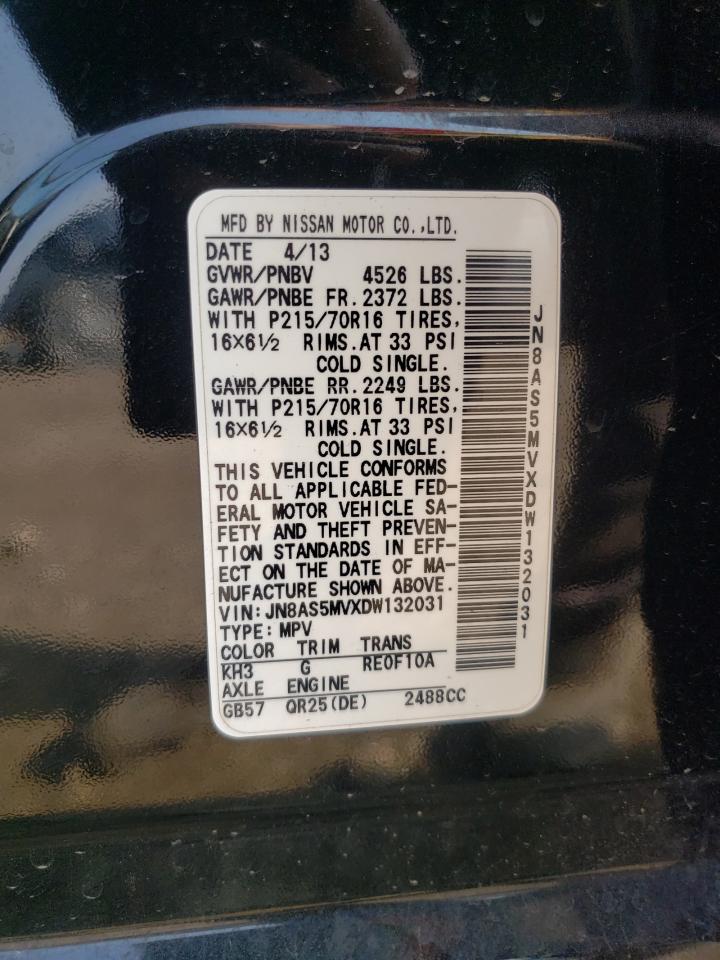 MFD BY NISSAN MOTOR CO.,LTD.
DATE 4/13
GVWR/PNBV 4526 LBS.
GAWR/PNBE FR.2372 LBS.
WITH P215/70R16 TIRES,
16×6½ RIMS.AT 33 PSI
COLD SINGLE.
GAWR/PNBE RR.2249 LBS.
WITH P215/70R16 TIRES,
16×6½ RIMS.AT 33 PSI
COLD SINGLE.
THIS VEHICLE CONFORMS
TO ALL APPLICABLE FED-
ERAL MOTOR VEHICLE SA-
FETY AND THEFT PREVEN-
TION STANDARDS IN EFF-
ECT ON THE DATE OF MA-
NUFACTURE SHOWN ABOVE.
VIN:JN8AS5MVXDW132031
TYPE:MPV
COLOR TRIM TRANS
KH3 G RE0F10A
AXLE ENGINE
GB57 QR25(DE) 2488CC
JN8AS5MVXDW132031